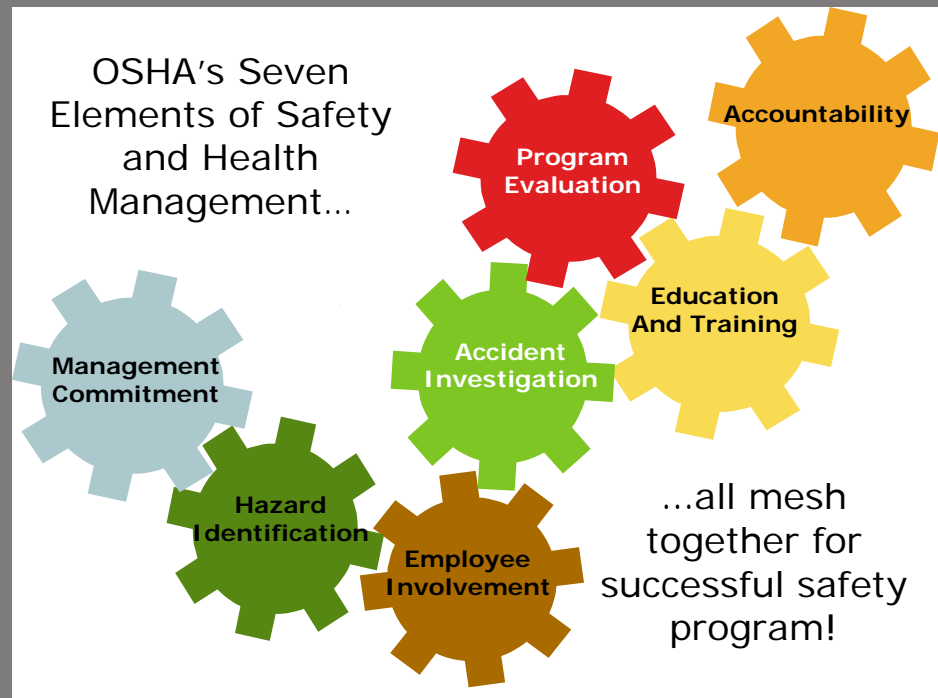 OSHA's Seven
Elements of Safety
and Health
Management...
Accountability
Program
Evaluation
Education
And Training
Accident
Investigation
Management
Commitment
Hazard
Identification
Employee
Involvement
...all mesh
together for
successful safety
program!